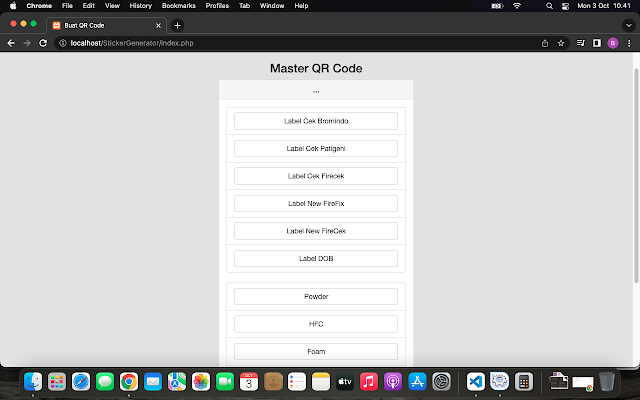 Chrome File Edit View History Bookmarks Profiles Tab Window Help Mon 3 Oct 10.41
Buat QR Code
localhost/StickerGenerator/index.php
B
Master QR Code
...
Label Cek Bromindo
Label Cek Patigeni
Label Cek Firecek
Label New FireFix
Label New FireCek
Label DOB
Powder
HFC
Foam
OCT
3
tv